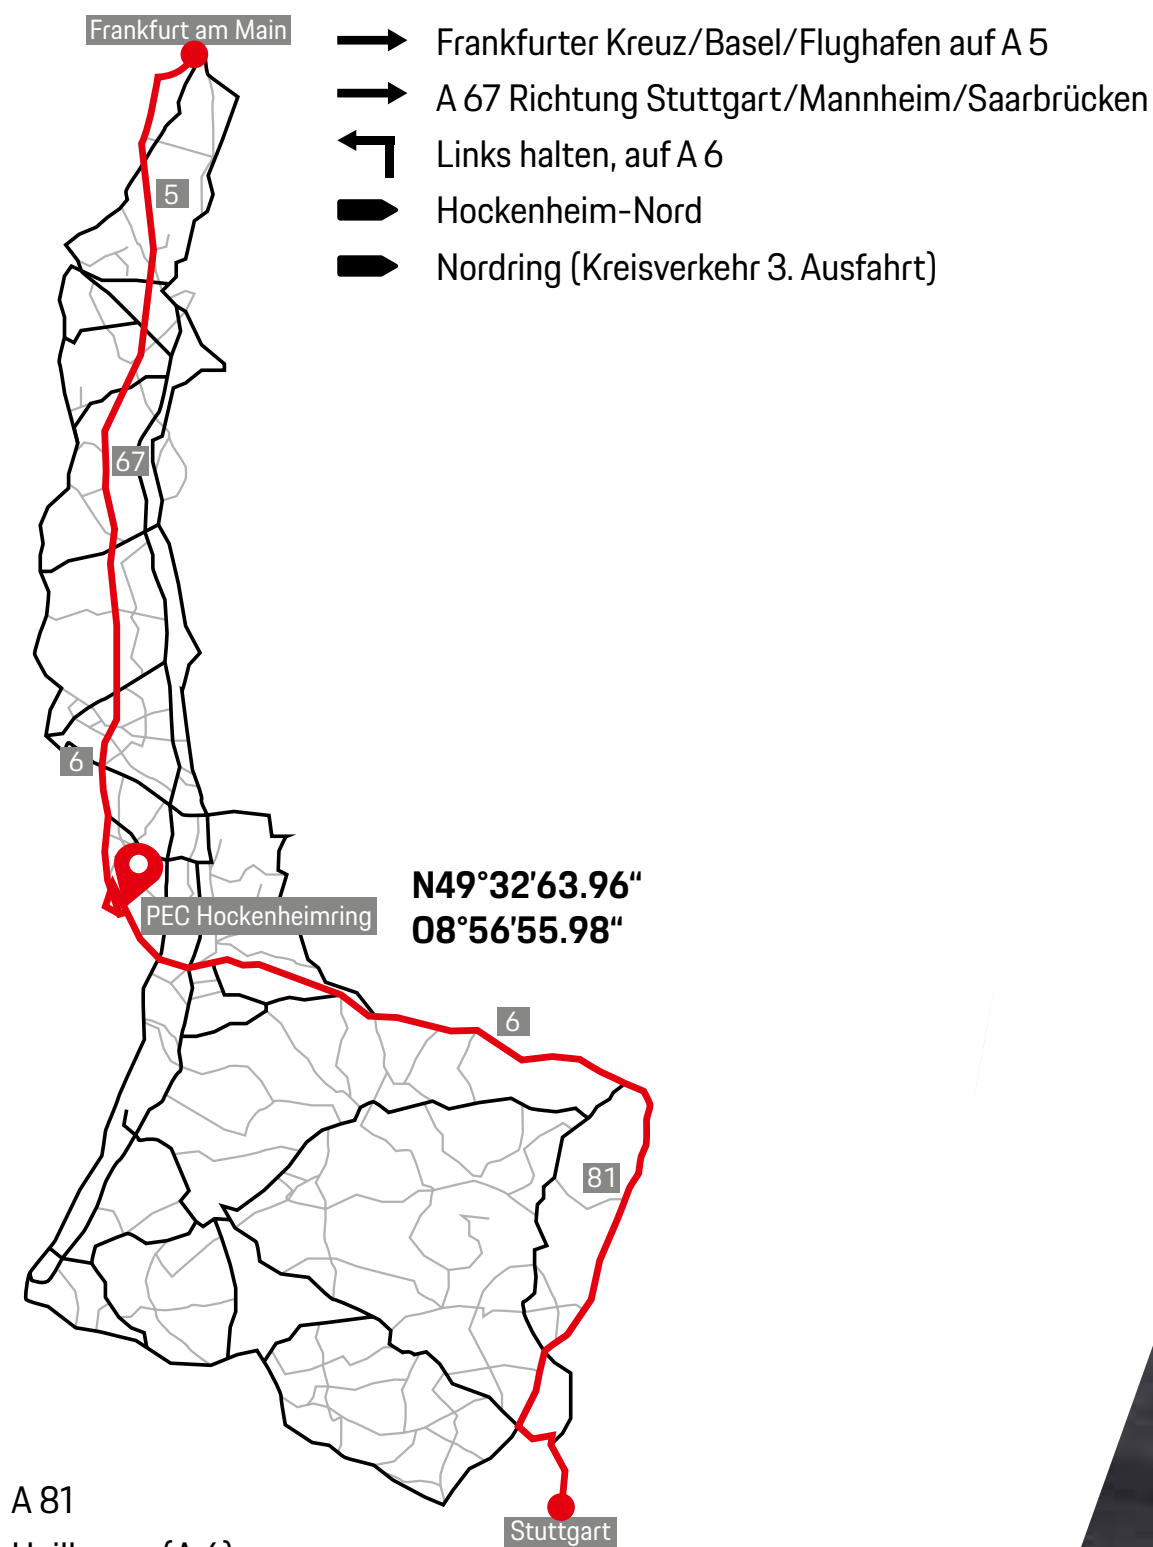 Frankfurt am Main
Frankfurter Kreuz/Basel/Flughafen auf A 5
A 67 Richtung Stuttgart/Mannheim/Saarbrücken
Links halten, auf A 6
Hockenheim-Nord
Nordring (Kreisverkehr 3. Ausfahrt)
5
67
6
PEC Hockenheimring
N49°32'63.96“
O8°56'55.98“
6
81
A 81
Stuttgart